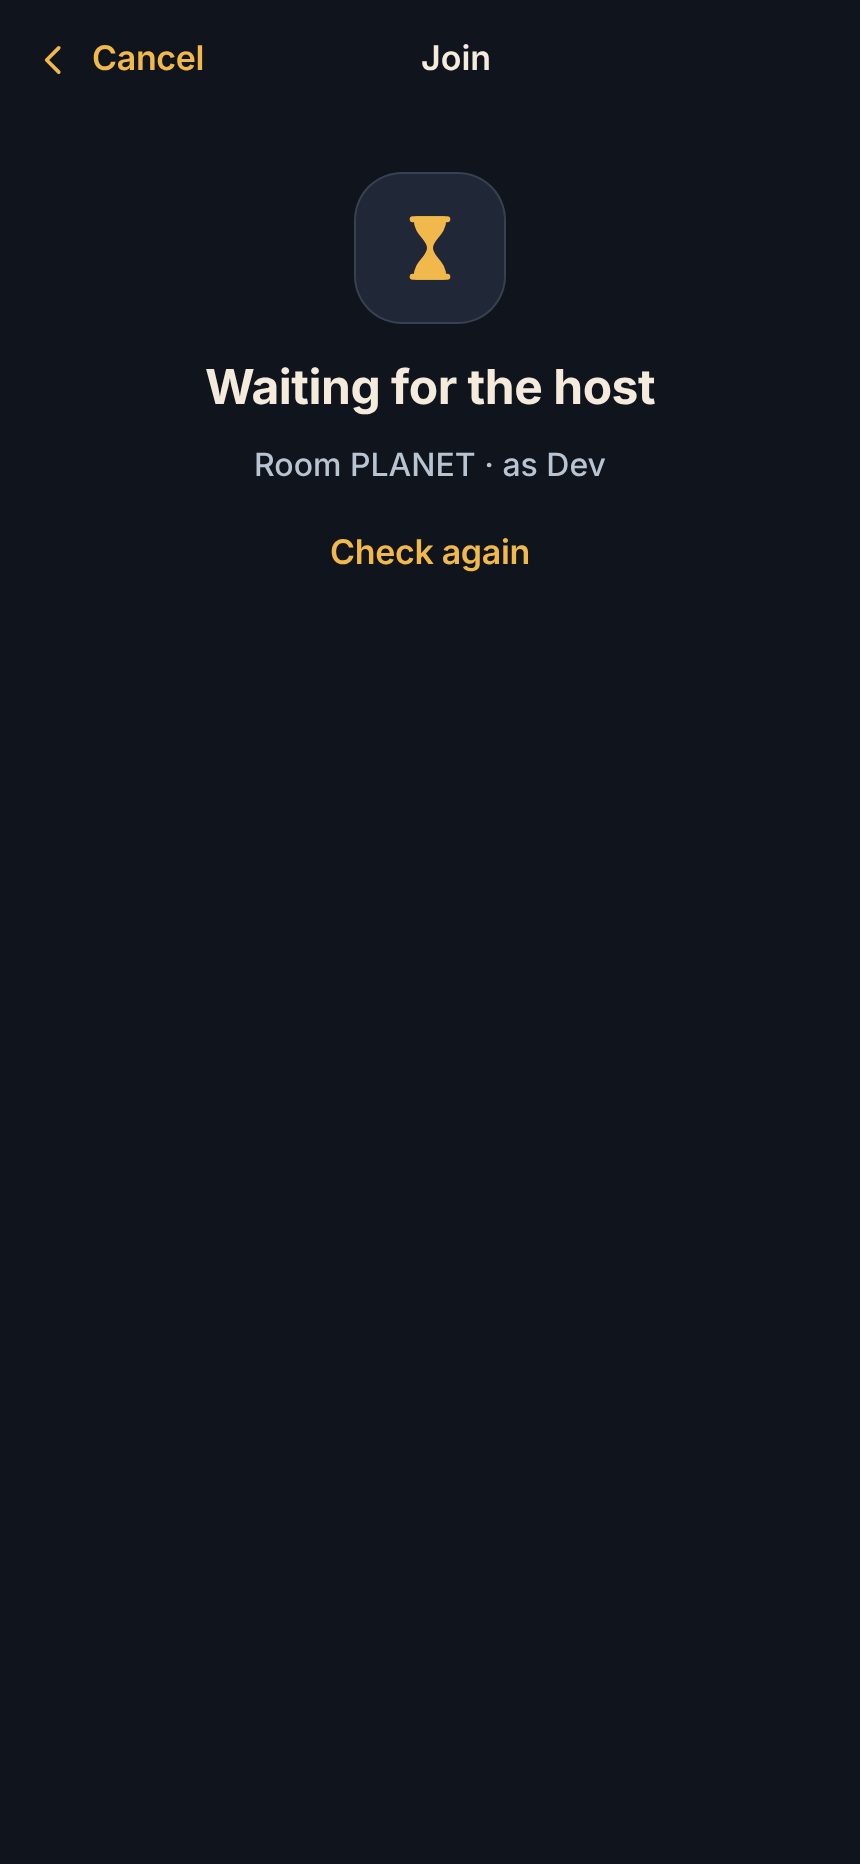 Cancel
Join
Waiting for the host
Room PLANET · as Dev
Check again